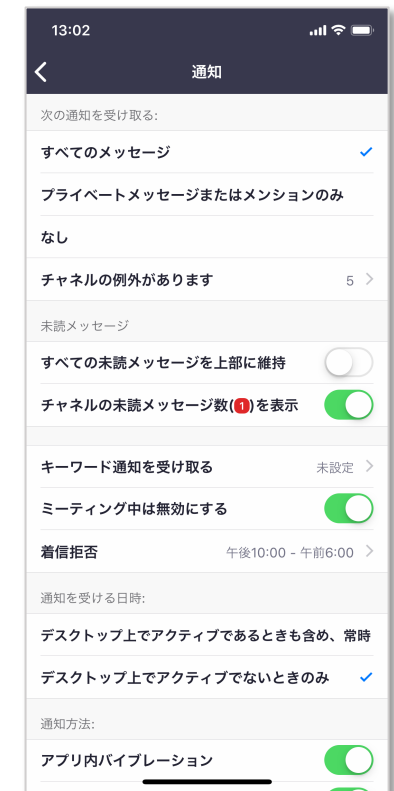 13:02
通知
次の通知を受け取る:
すべてのメッセージ
プライベートメッセージまたはメンションのみ
なし
チャネルの例外があります 5
未読メッセージ
すべての未読メッセージを上部に維持
チャネルの未読メッセージ数(1)を表示
キーワード通知を受け取る 未設定
ミーティング中は無効にする
着信拒否 午後10:00 - 午前6:00
通知を受ける日時:
デスクトップ上でアクティブであるときも含め、常時
デスクトップ上でアクティブでないときのみ
通知方法:
アプリ内バイブレーション